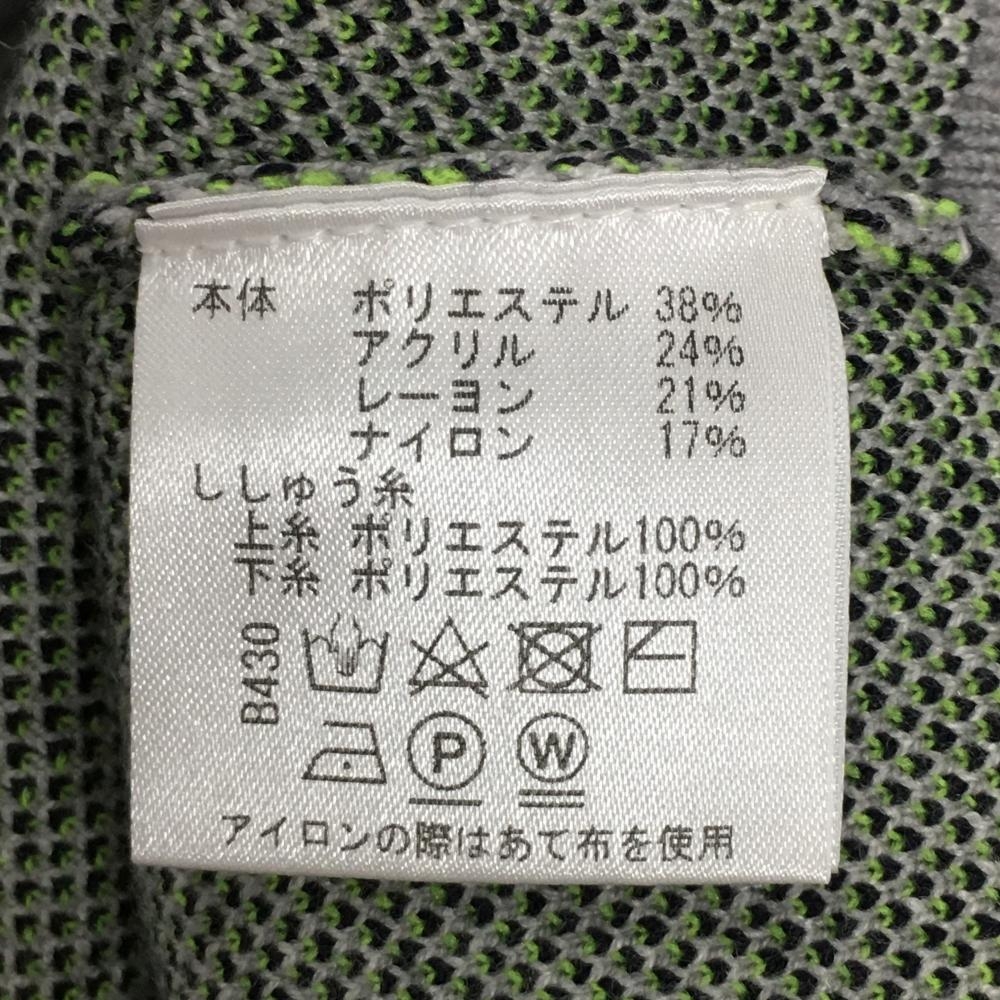 本体 ポリエステル 38%
アクリル 24%
レーヨン 21%
ナイロン 17%
ししゅう糸
上糸 ポリエステル100%
下糸 ポリエステル100%
B430
P W
アイロンの際はあて布を使用